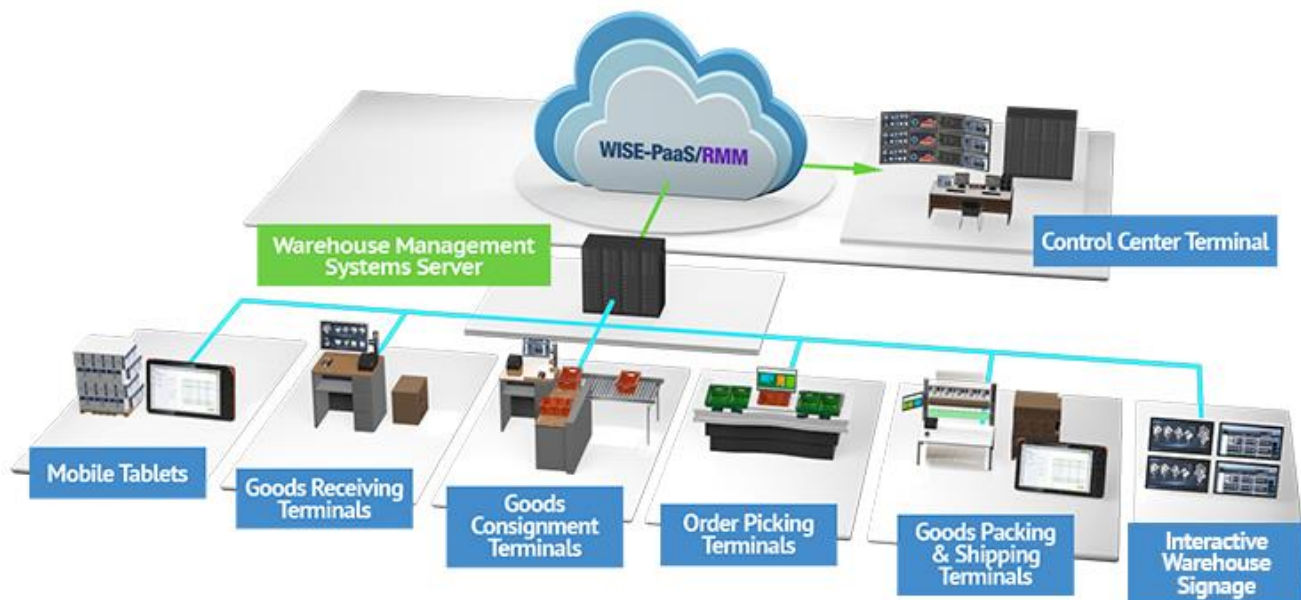 WISE-PaaS/RMM
Warehouse Management
Systems Server
Control Center Terminal
Mobile Tablets
Goods Receiving
Terminals
Goods
Consignment
Terminals
Order Picking
Terminals
Goods Packing
& Shipping
Terminals
Interactive
Warehouse
Signage